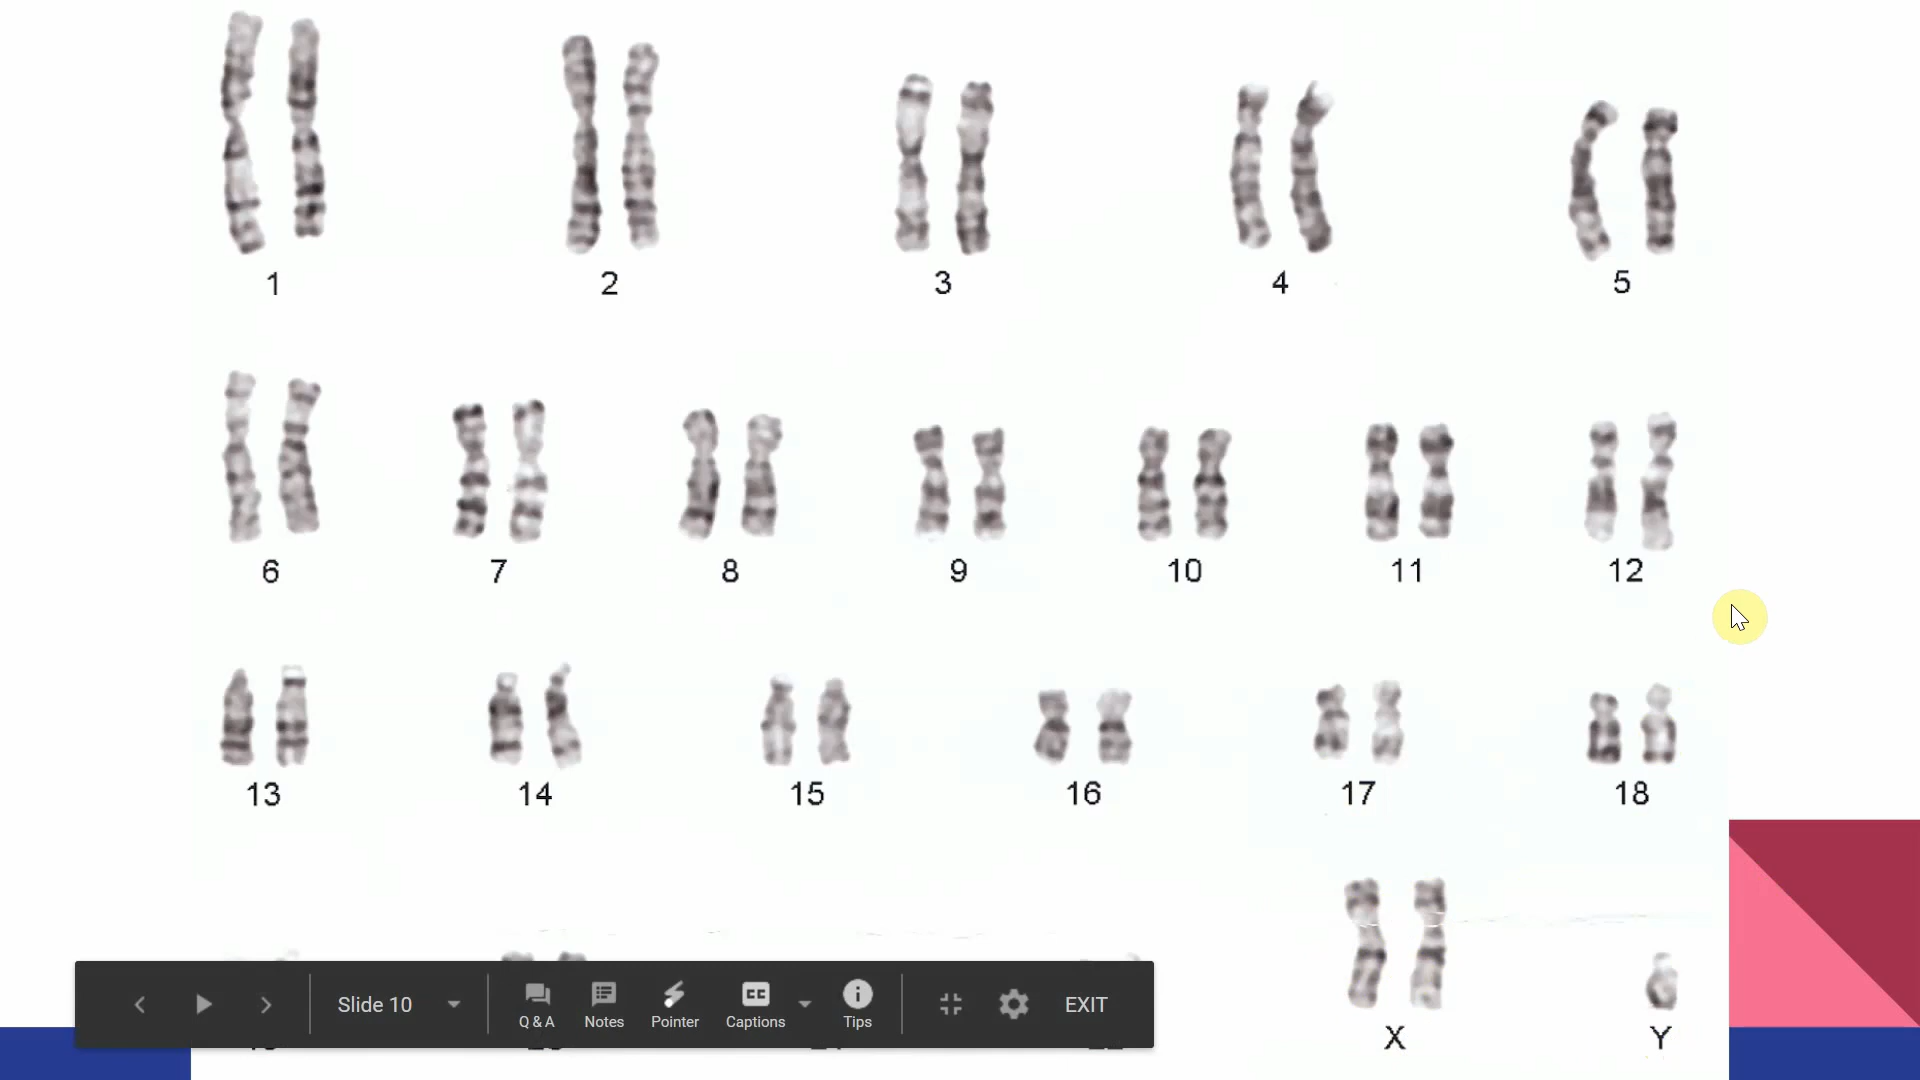 1 2 3 4 5
6 7 8 9 10 11 12
13 14 15 16 17 18
Slide 10
Q & A Notes Pointer CC Captions i Tips EXIT
X Y